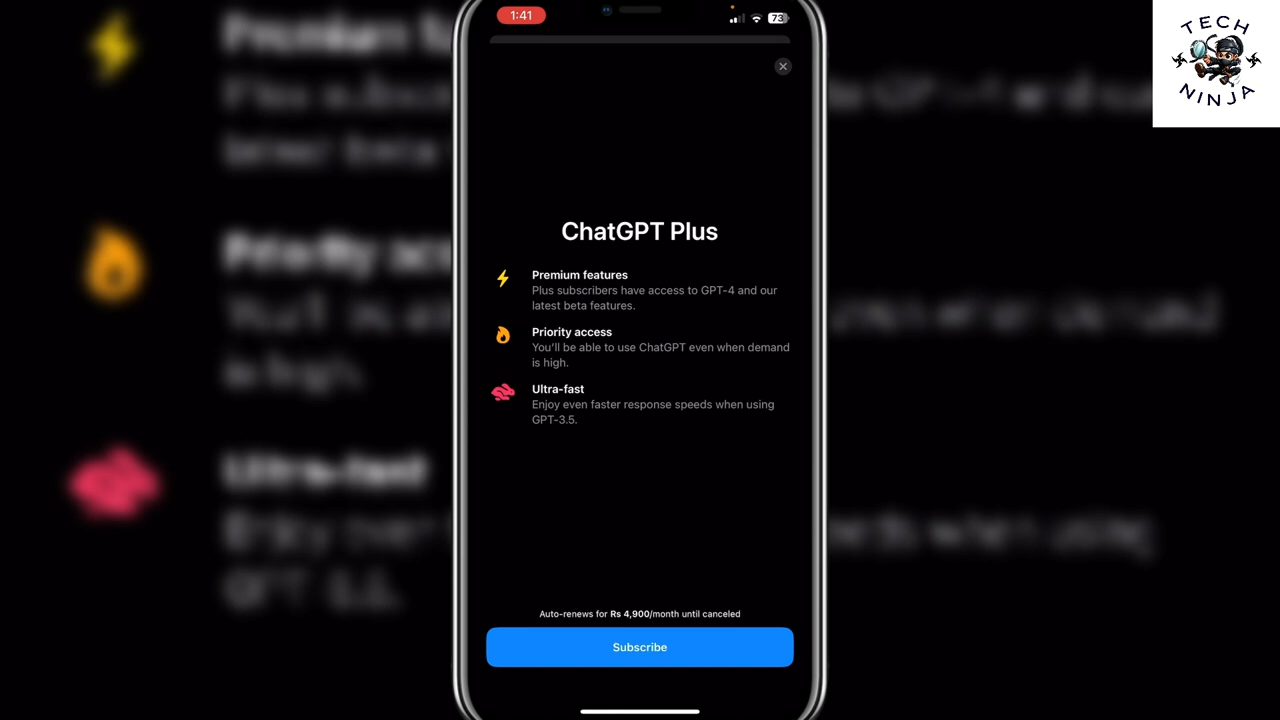 1:41
73
TECH
NINJA
ChatGPT Plus
Premium features
Plus subscribers have access to GPT-4 and our
latest beta features.
Priority access
You'll be able to use ChatGPT even when demand
is high.
Ultra-fast
Enjoy even faster response speeds when using
GPT-3.5.
Auto-renews for Rs 4,900/month until canceled
Subscribe